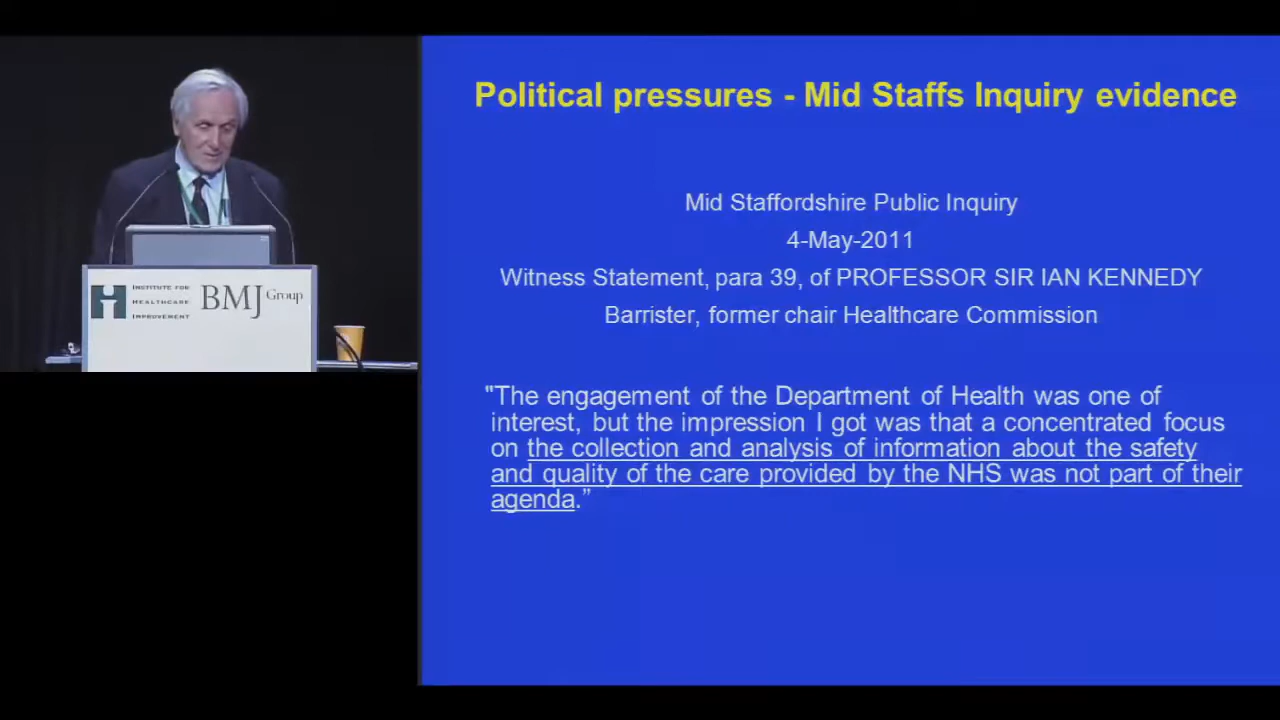 Political pressures - Mid Staffs Inquiry evidence
Mid Staffordshire Public Inquiry
4-May-2011
Witness Statement, para 39, of PROFESSOR SIR IAN KENNEDY
Barrister, former chair Healthcare Commission
"The engagement of the Department of Health was one of
interest, but the impression I got was that a concentrated focus
on the collection and analysis of information about the safety
and quality of the care provided by the NHS was not part of their
agenda.”
INSTITUTE FOR
HEALTHCARE
IMPROVEMENT
BMJ Group